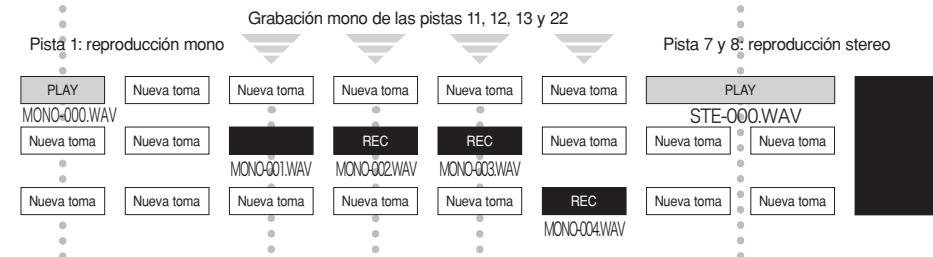 Grabación mono de las pistas 11, 12, 13 y 22
Pista 1: reproducción mono
Pista 7 y 8: reproducción stereo
PLAY Nueva toma Nueva toma Nueva toma Nueva toma Nueva toma PLAY
MONO-000.WAV STE-000.WAV
Nueva toma Nueva toma REC REC Nueva toma Nueva toma Nueva toma
MONO-001.WAV MONO-002.WAV MONO-003.WAV
Nueva toma Nueva toma Nueva toma Nueva toma Nueva toma REC Nueva toma Nueva toma
MONO-004.WAV